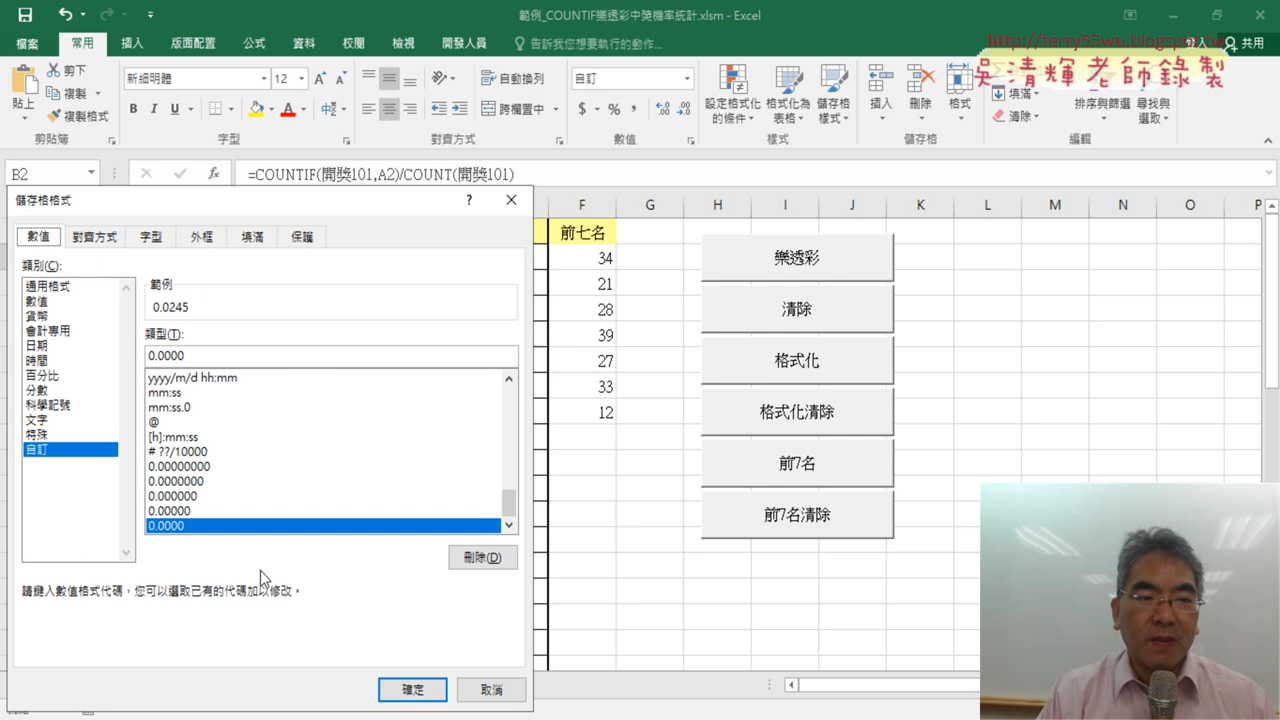 範例_COUNTIF樂透彩中獎機率統計.xlsm - Excel
檔案 常用 插入 版面配置 公式 資料 校閱 檢視 開發人員 告訴我您想要執行的動作... 登入 共用
http://terry55wu.blogspot.tw
吳清輝老師錄製
貼上 剪下 複製 複製格式
新細明體 12 B I U A
自動換列 跨欄置中
自訂 $ % ,
設定格式化的條件 格式化為表格 儲存格樣式
插入 刪除 格式
填滿 清除 排序與篩選 尋找與選取
剪貼簿 字型 對齊方式 數值 樣式 儲存格 編輯
B2 fx =COUNTIF(開獎101,A2)/COUNT(開獎101)
F G H I J K L M N O P
前七名
34
21
28
39
27
33
12
樂透彩
清除
格式化
格式化清除
前7名
前7名清除
儲存格格式 ?
數值 對齊方式 字型 外框 填滿 保護
類別(C):
通用格式
數值
貨幣
會計專用
日期
時間
百分比
分數
科學記號
文字
特殊
自訂
範例
0.0245
類型(T):
0.0000
yyyy/m/d hh:mm
mm:ss
mm:ss.0
@
[h]:mm:ss
# ??/10000
0.00000000
0.0000000
0.000000
0.00000
0.0000
刪除(D)
請鍵入數值格式代碼，您可以選取已有的代碼加以修改。
確定 取消